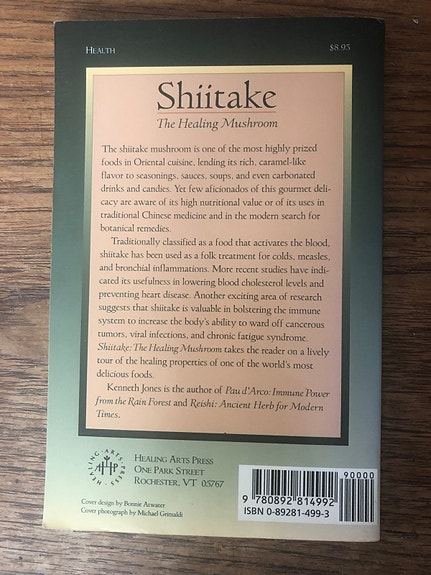 HEALTH
$8.95
Shiitake
The Healing Mushroom
The shiitake mushroom is one of the most highly prized
foods in Oriental cuisine, lending its rich, caramel-like
flavor to seasonings, sauces, soups, and even carbonated
drinks and candies. Yet few aficionados of this gourmet deli-
cacy are aware of its high nutritional value or of its uses in
traditional Chinese medicine and in the modern search for
botanical remedies.
Traditionally classified as a food that activates the blood,
shiitake has been used as a folk treatment for colds, measles,
and bronchial inflammations. More recent studies have indi-
cated its usefulness in lowering blood cholesterol levels and
preventing heart disease. Another exciting area of research
suggests that shiitake is valuable in bolstering the immune
system to increase the body's ability to ward off cancerous
tumors, viral infections, and chronic fatigue syndrome.
Shiitake: The Healing Mushroom takes the reader on a lively
tour of the healing properties of one of the world's most
delicious foods.
Kenneth Jones is the author of Pau d'Arco: Immune Power
from the Rain Forest and Reishi: Ancient Herb for Modern
Times.
HEALING·ARTS·PRESS
AHP
HEALING ARTS PRESS
ONE PARK STREET
ROCHESTER, VT 05767
Cover design by Bonnie Atwater
Cover photograph by Michael Grimaldi
90000
9 780892 814992
ISBN 0-89281-499-3